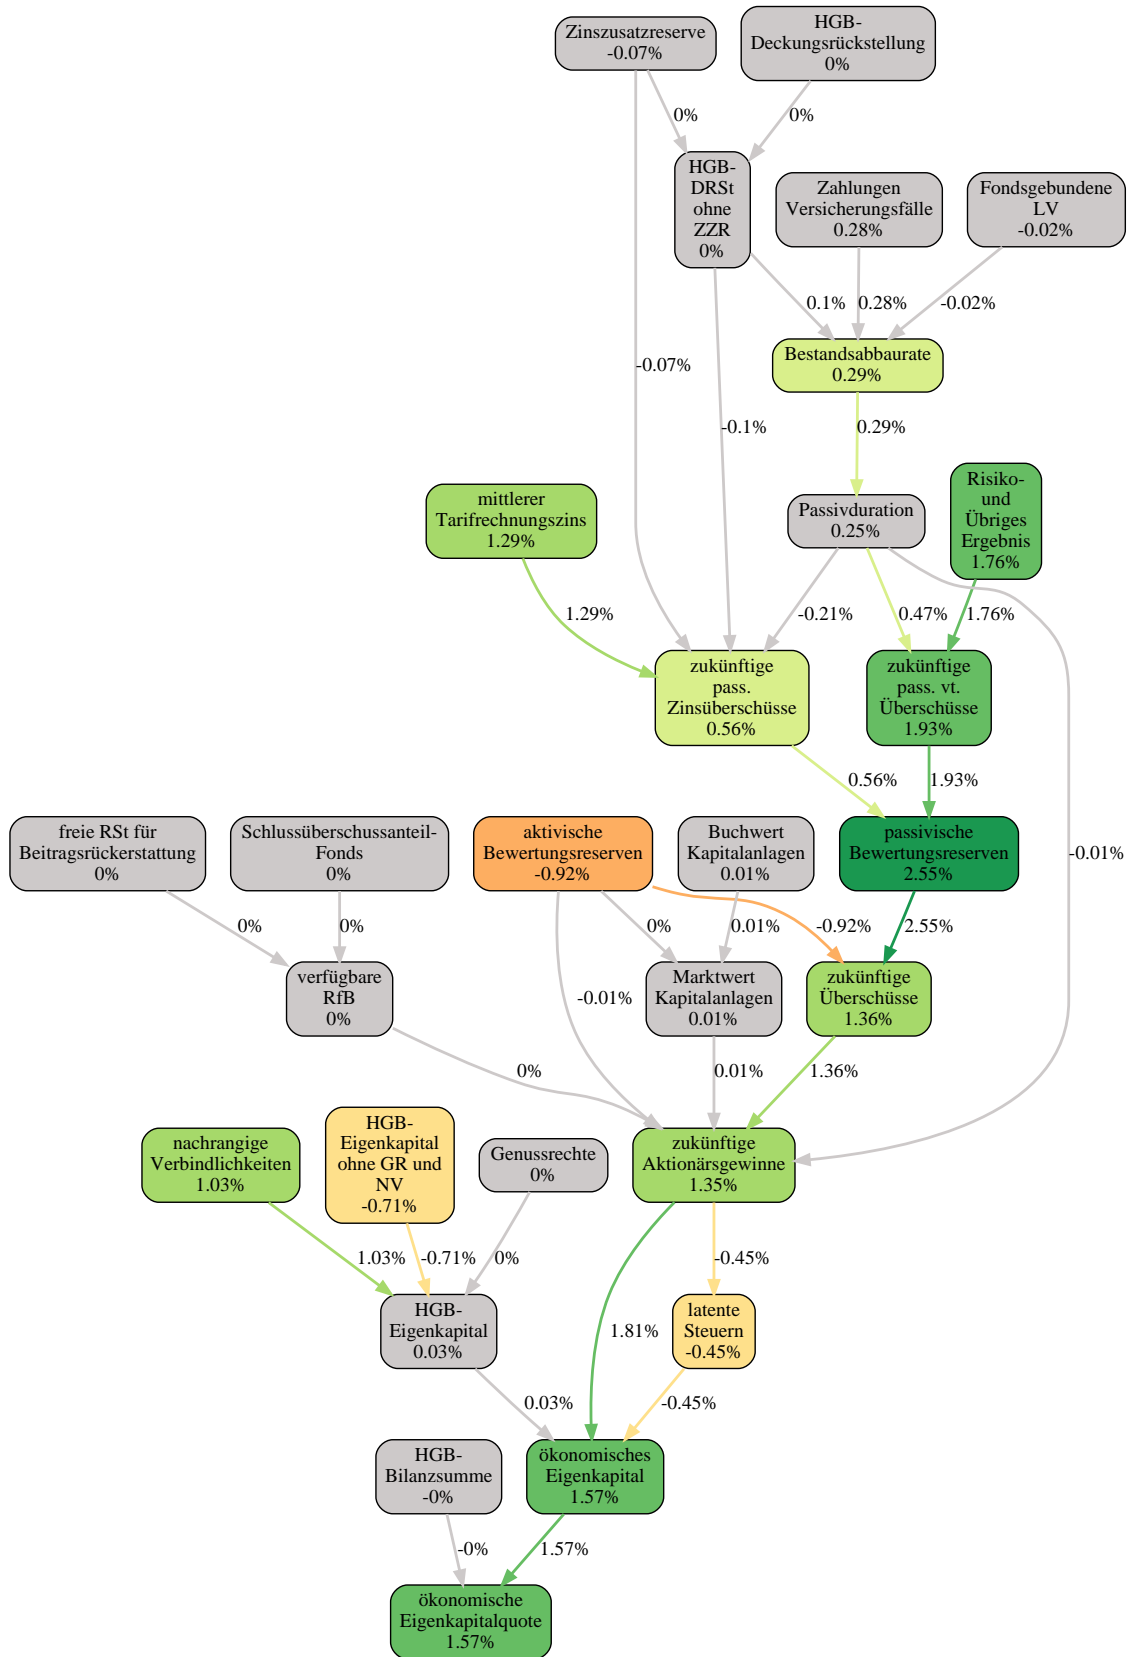 Zinszusatzreserve
-0.07%
HGB-
Deckungsrückstellung
0%
0%
0%
HGB-
DRSt
ohne
ZZR
0%
Zahlungen
Versicherungsfälle
0.28%
Fondsgebundene
LV
-0.02%
0.1%
0.28%
-0.02%
Bestandsabbaurate
0.29%
-0.07%
-0.1%
0.29%
mittlerer
Tarifrechnungszins
1.29%
Passivduration
0.25%
Risiko-
und
Übriges
Ergebnis
1.76%
1.29%
-0.21%
0.47%
1.76%
zukünftige
pass.
Zinsüberschüsse
0.56%
zukünftige
pass. vt.
Überschüsse
1.93%
0.56%
1.93%
freie RSt für
Beitragsrückerstattung
0%
Schlussüberschussanteil-
Fonds
0%
aktivische
Bewertungsreserven
-0.92%
Buchwert
Kapitalanlagen
0.01%
passivische
Bewertungsreserven
2.55%
-0.01%
0%
0%
0%
0.01%
-0.92%
2.55%
verfügbare
RfB
0%
-0.01%
Marktwert
Kapitalanlagen
0.01%
zukünftige
Überschüsse
1.36%
0%
0.01%
1.36%
nachrangige
Verbindlichkeiten
1.03%
HGB-
Eigenkapital
ohne GR und
NV
-0.71%
Genussrechte
0%
zukünftige
Aktionärsgewinne
1.35%
1.03%
-0.71%
0%
-0.45%
HGB-
Eigenkapital
0.03%
1.81%
latente
Steuern
-0.45%
0.03%
-0.45%
HGB-
Bilanzsumme
-0%
ökonomisches
Eigenkapital
1.57%
-0%
1.57%
ökonomische
Eigenkapitalquote
1.57%